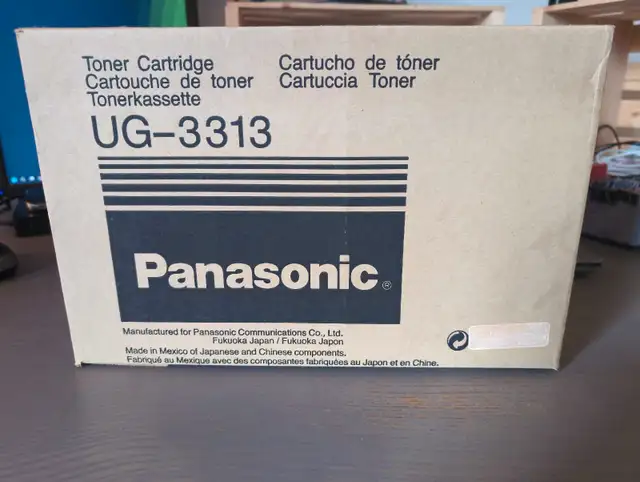 Toner Cartridge
Cartouche de toner
Tonerkassette
Cartucho de tóner
Cartuccia Toner
UG-3313
Panasonic®
Manufactured for Panasonic Communications Co., Ltd.
Fukuoka Japan / Fukuoka Japon
Made in Mexico of Japanese and Chinese components.
Fabriqué au Mexique avec des composantes fabriquées au Japon et en Chine.